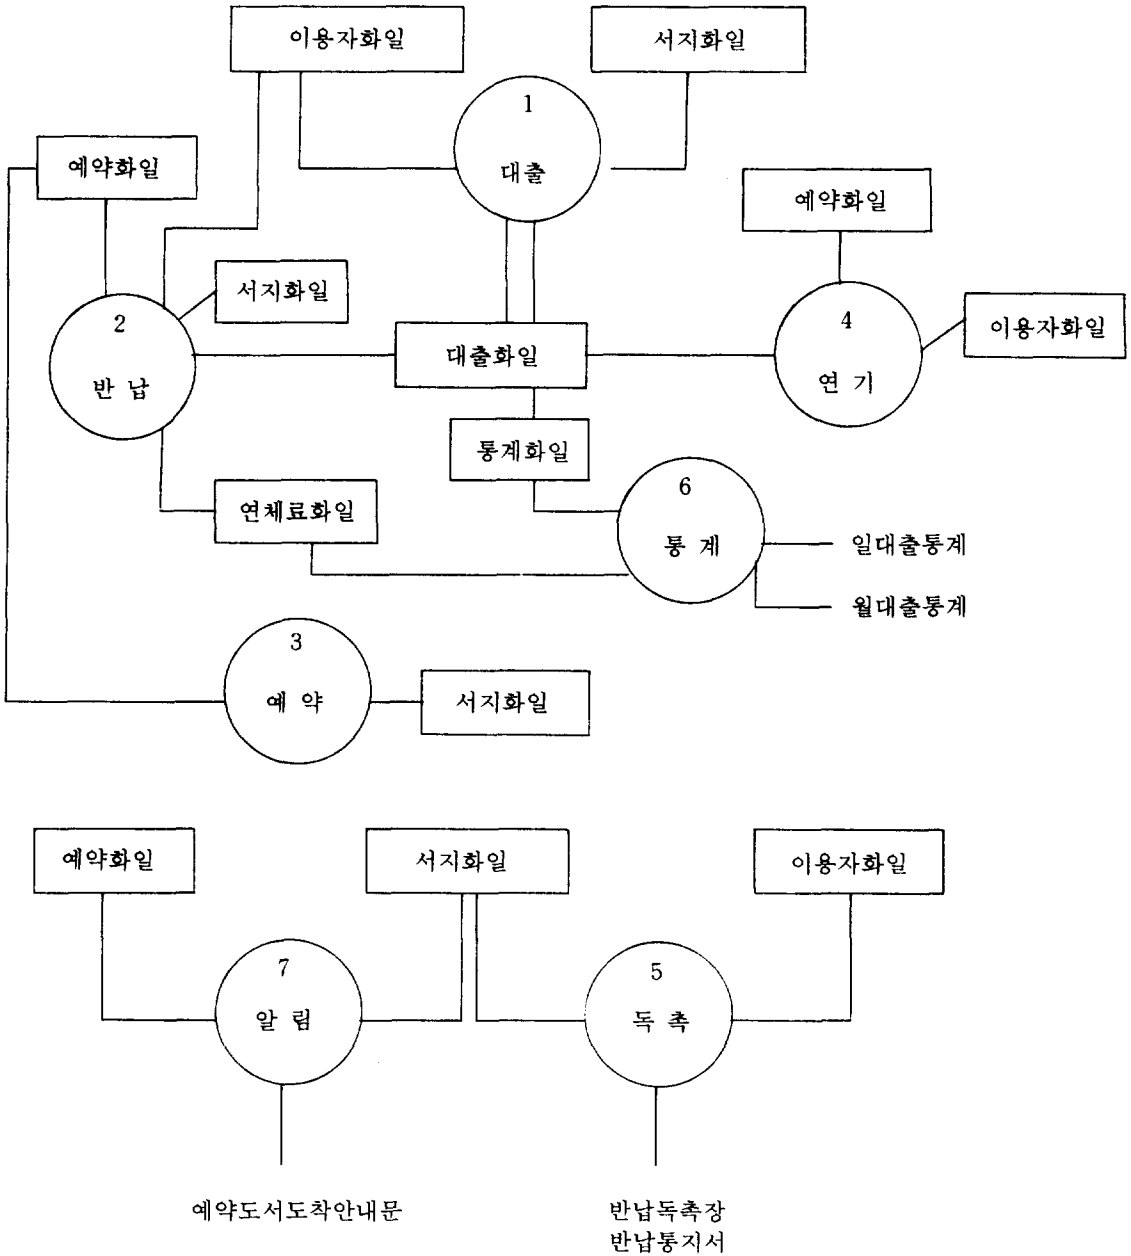 이용자화일
서지화일
1
대출
예약화일
예약화일
서지화일
2
반 납
대출화일
4
연 기
이용자화일
통계화일
연체료화일
6
통 계
일대출통계
월대출통계
3
예 약
서지화일
예약화일
서지화일
이용자화일
7
알 림
5
독 촉
예약도서도착안내문
반납독촉장
반납통지서